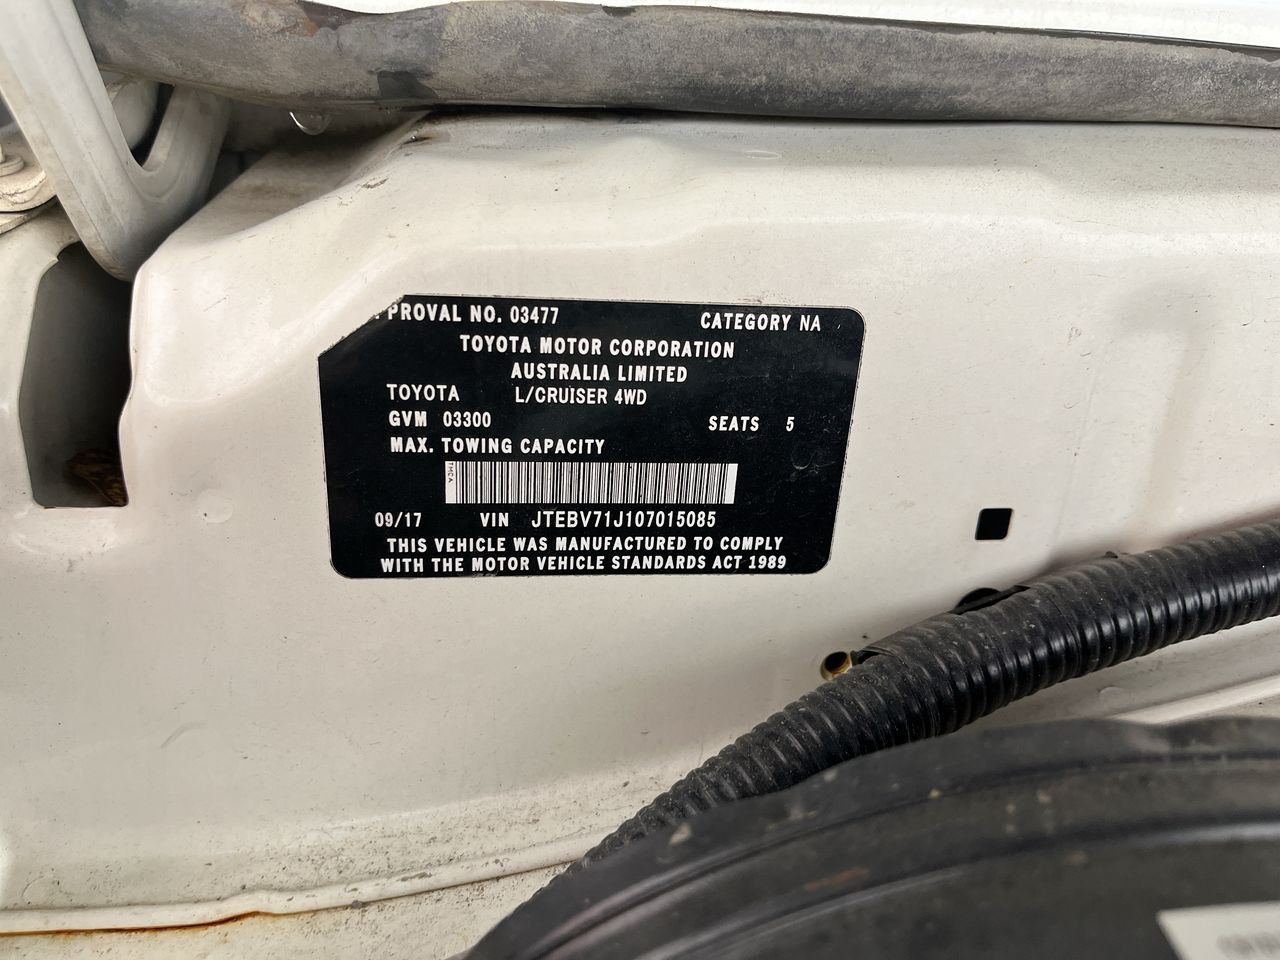 PROVAL NO. 03477 CATEGORY NA
TOYOTA MOTOR CORPORATION
AUSTRALIA LIMITED
TOYOTA L/CRUISER 4WD
GVM 03300 SEATS 5
MAX. TOWING CAPACITY
TMCA
09/17 VIN JTEBV71J107015085
THIS VEHICLE WAS MANUFACTURED TO COMPLY
WITH THE MOTOR VEHICLE STANDARDS ACT 1989